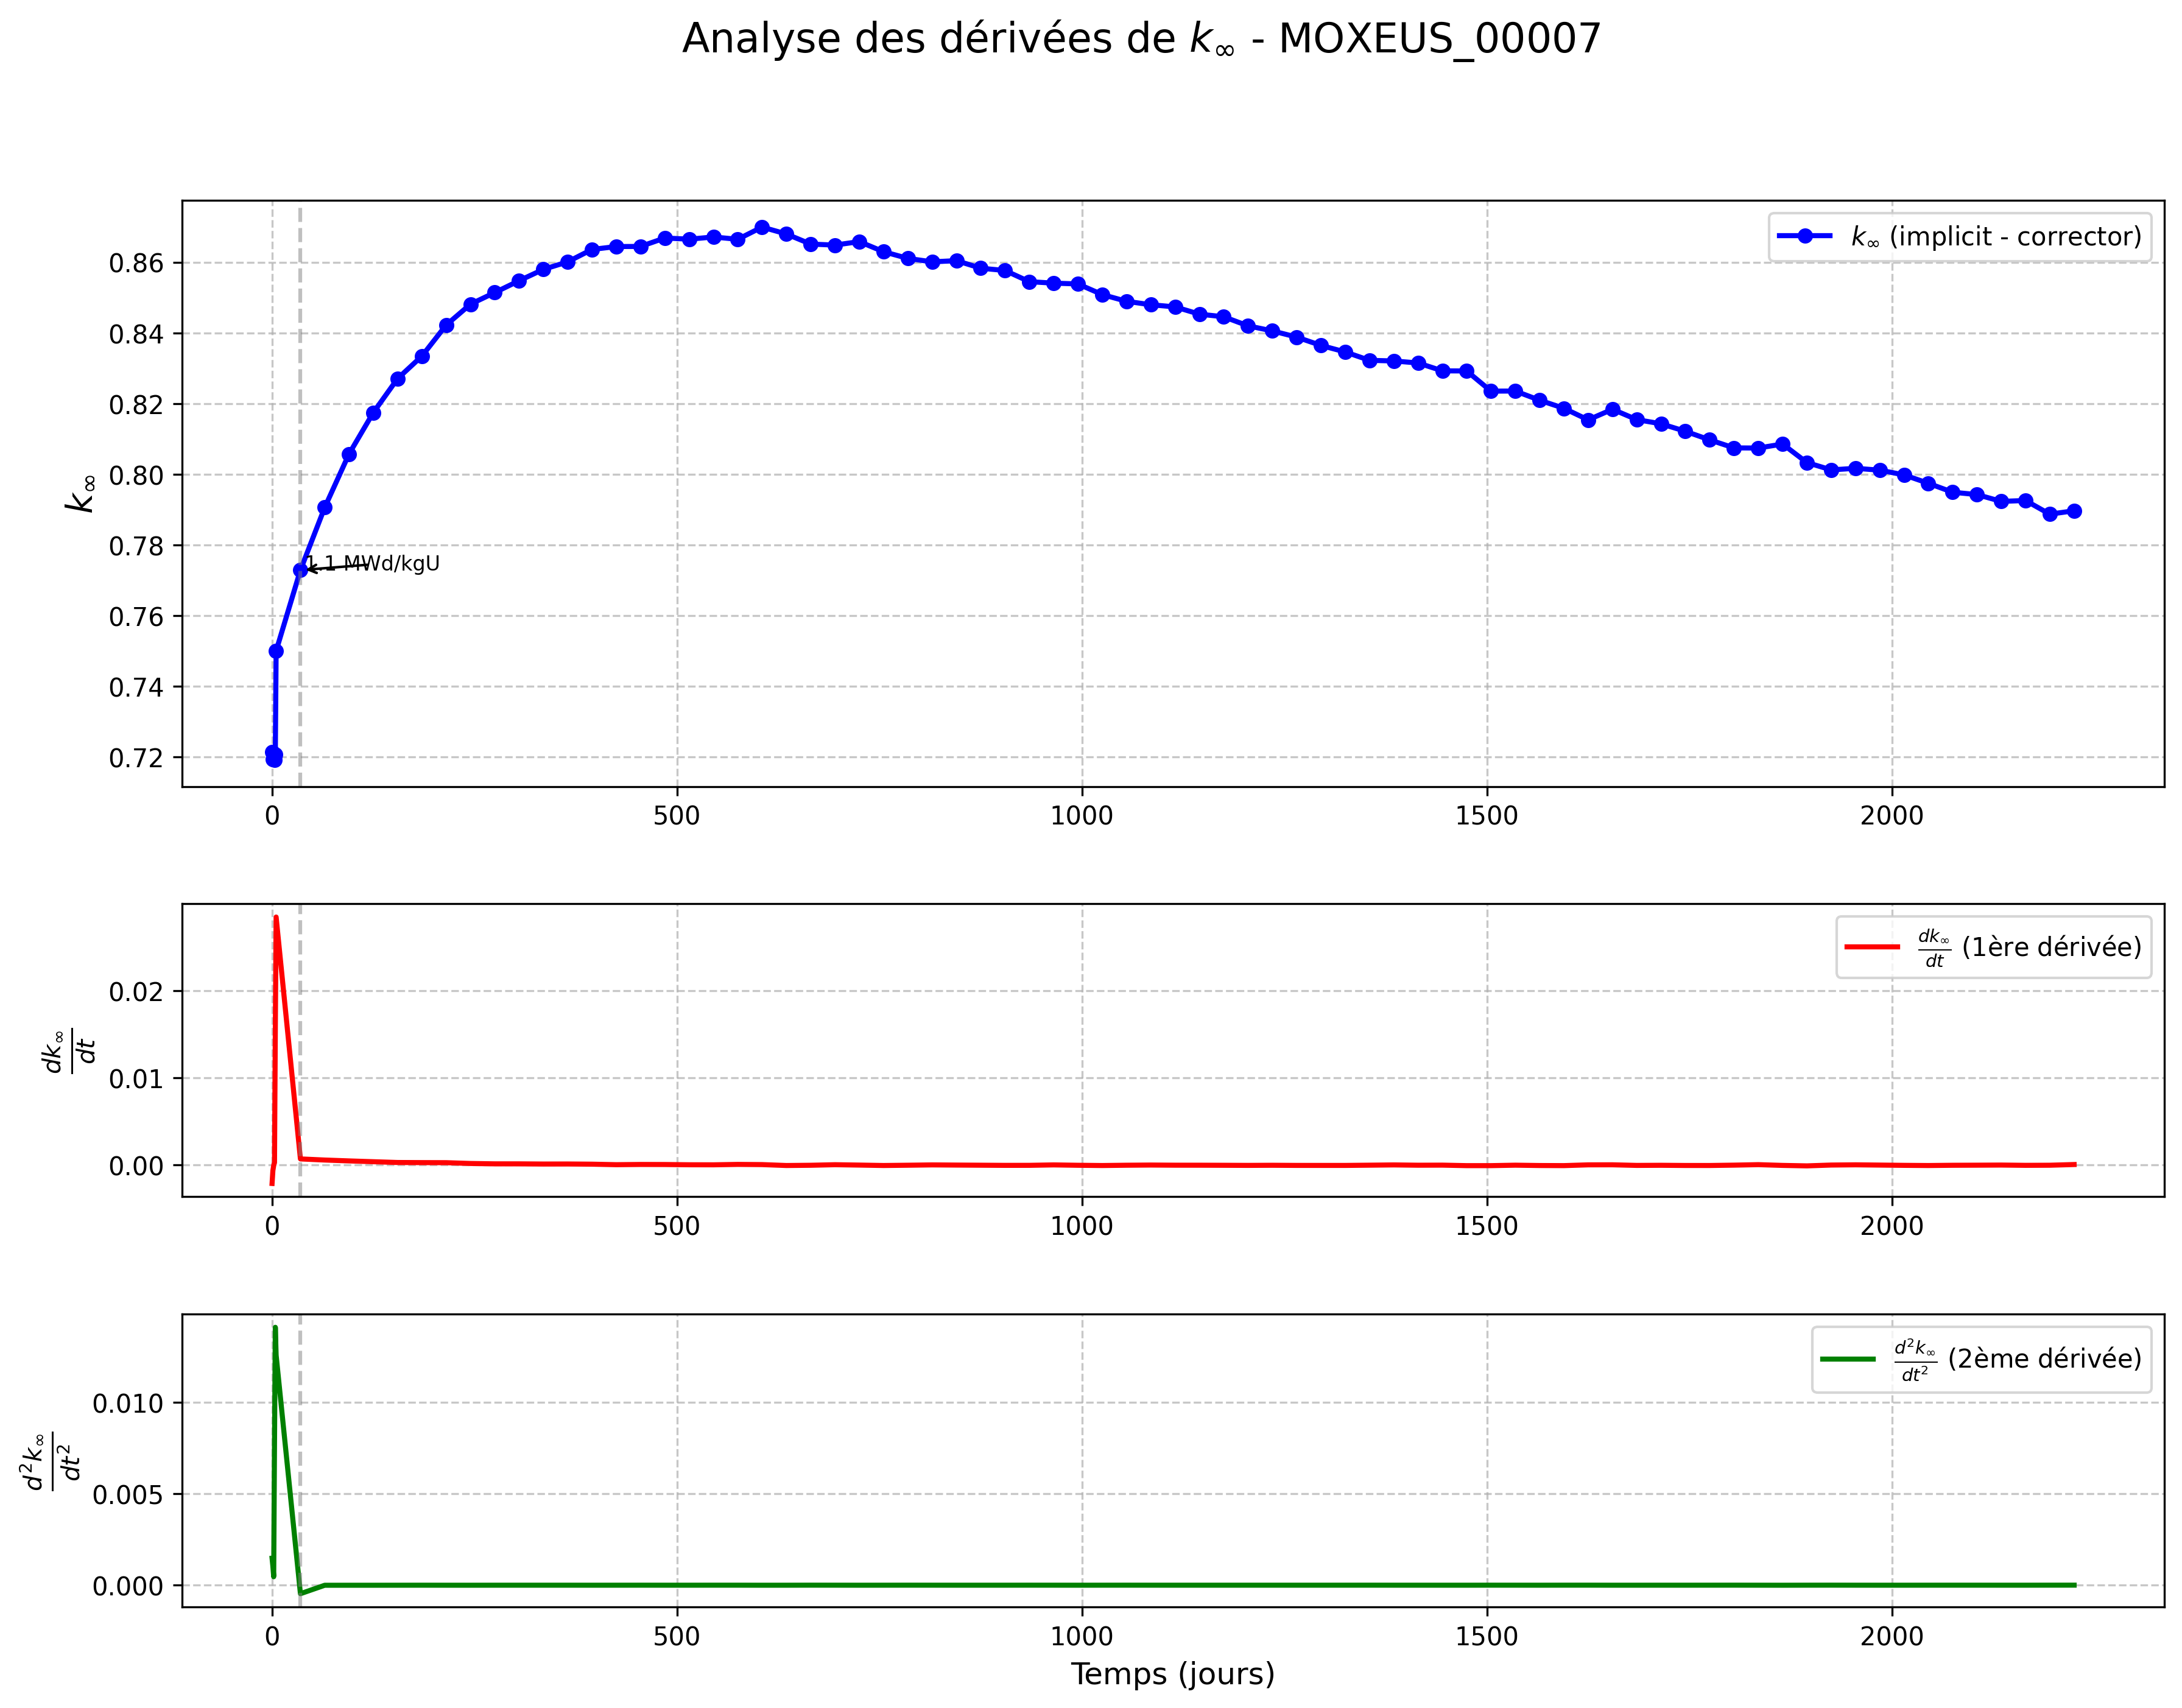 Analyse des dérivées de k∞ - MOXEUS_00007
k∞
0.86
0.84
0.82
0.80
0.78
0.76
0.74
0.72
k∞ (implicit - corrector)
1.1 MWd/kgU
0 500 1000 1500 2000
dk∞/dt
0.02
0.01
0.00
dk∞/dt (1ère dérivée)
0 500 1000 1500 2000
d²k∞/dt²
0.010
0.005
0.000
d²k∞/dt² (2ème dérivée)
0 500 1000 1500 2000
Temps (jours)